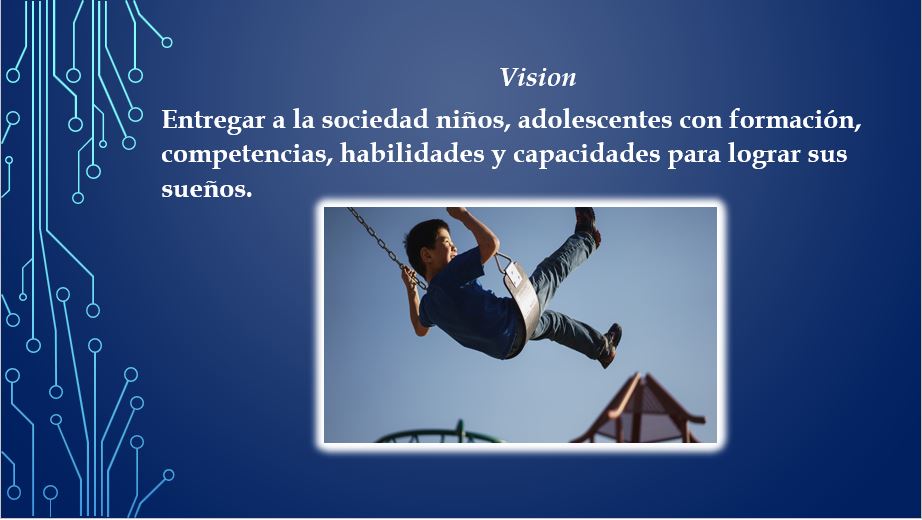 Vision
Entregar a la sociedad niños, adolescentes con formación,
competencias, habilidades y capacidades para lograr sus
sueños.